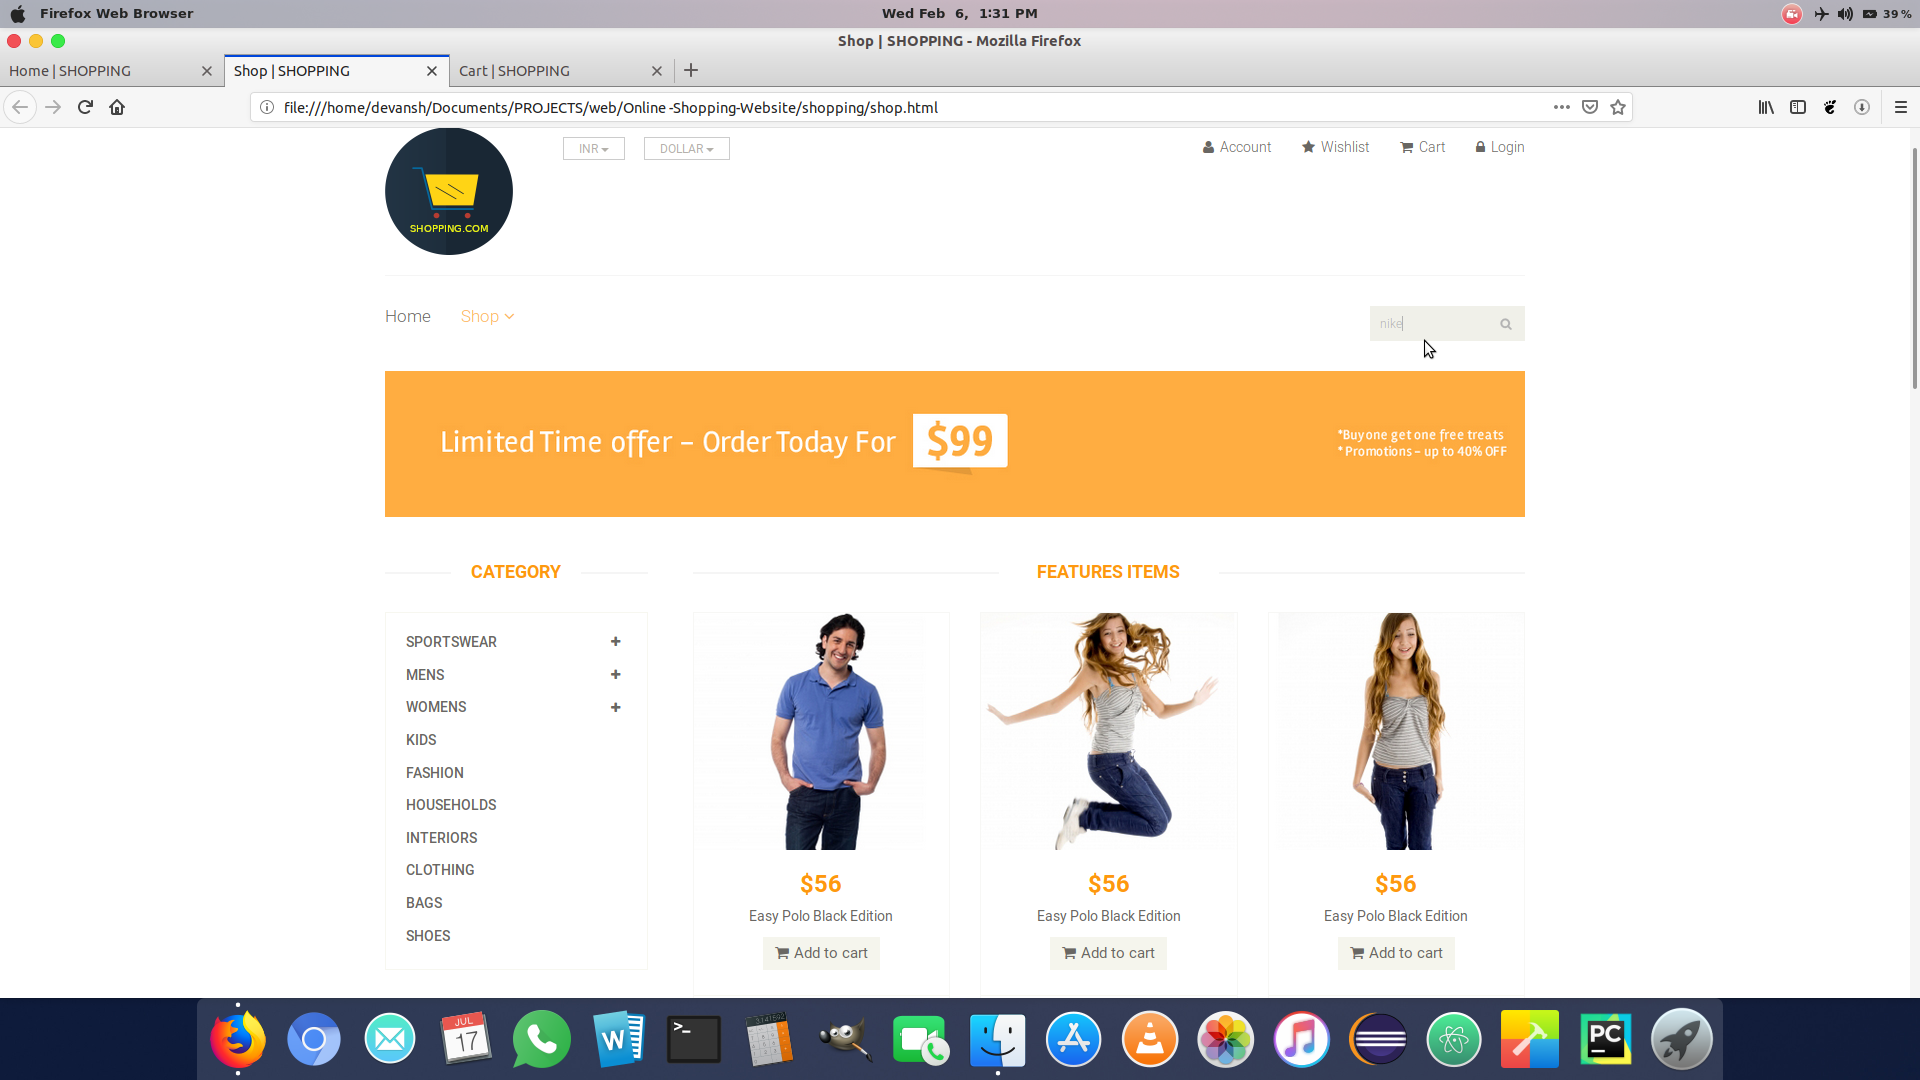 Firefox Web Browser
Wed Feb 6, 1:31 PM
39%
Shop | SHOPPING - Mozilla Firefox
Home | SHOPPING
Shop | SHOPPING
Cart | SHOPPING
file:///home/devansh/Documents/PROJECTS/web/Online-Shopping-Website/shopping/shop.html
SHOPPING.COM
INR
DOLLAR
Account
Wishlist
Cart
Login
Home
Shop
nike
Limited Time offer – Order Today For $99
*Buy one get one free treats
* Promotions – up to 40% OFF
CATEGORY
SPORTSWEAR
MENS
WOMENS
KIDS
FASHION
HOUSEHOLDS
INTERIORS
CLOTHING
BAGS
SHOES
FEATURES ITEMS
$56
Easy Polo Black Edition
Add to cart
$56
Easy Polo Black Edition
Add to cart
$56
Easy Polo Black Edition
Add to cart
JUL
17
W
>_
PC